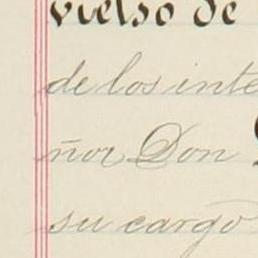 vielso de
de los inte
ñor Don
su cargo